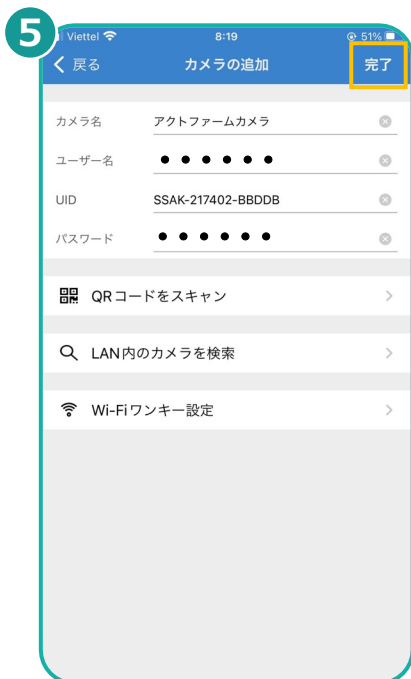 5
Viettel 8:19 51%
戻る カメラの追加 完了
カメラ名 アクトファームカメラ
ユーザー名 ●●●●●●
UID SSAK-217402-BBDDB
パスワード ●●●●●●
QRコードをスキャン
LAN内のカメラを検索
Wi-Fiワンキー設定